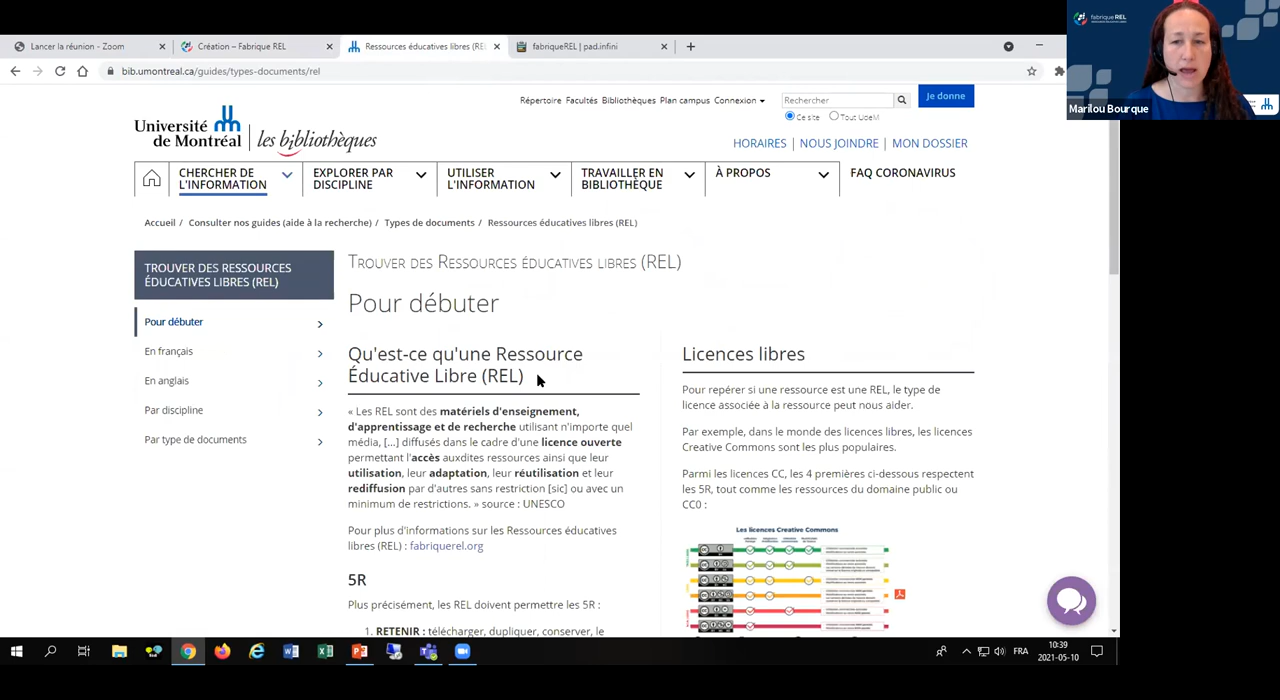 Lancer la réunion - Zoom
Création – Fabrique REL
Ressources éducatives libres (REL
fabriqueREL | pad.infini
bib.umontreal.ca/guides/types-documents/rel
fabrique REL
Marilou Bourque
Répertoire Facultés Bibliothèques Plan campus Connexion
Rechercher
Je donne
Ce site Tout UdeM
Université
de Montréal
les bibliothèques
HORAIRES | NOUS JOINDRE | MON DOSSIER
CHERCHER DE
L'INFORMATION
EXPLORER PAR
DISCIPLINE
UTILISER
L'INFORMATION
TRAVAILLER EN
BIBLIOTHÈQUE
À PROPOS
FAQ CORONAVIRUS
Accueil / Consulter nos guides (aide à la recherche) / Types de documents / Ressources éducatives libres (REL)
TROUVER DES RESSOURCES
ÉDUCATIVES LIBRES (REL)
Pour débuter
En français
En anglais
Par discipline
Par type de documents
TROUVER DES RESSOURCES ÉDUCATIVES LIBRES (REL)
Pour débuter
Qu'est-ce qu'une Ressource
Éducative Libre (REL)
« Les REL sont des matériels d'enseignement,
d'apprentissage et de recherche utilisant n'importe quel
média, [...] diffusés dans le cadre d'une licence ouverte
permettant l'accès auxdites ressources ainsi que leur
utilisation, leur adaptation, leur réutilisation et leur
rediffusion par d'autres sans restriction [sic] ou avec un
minimum de restrictions. » source : UNESCO
Pour plus d'informations sur les Ressources éducatives
libres (REL) : fabriquerel.org
5R
Plus précisément, les REL doivent permettre les 5R :
1. RETENIR : télécharger, dupliquer, conserver, le
Licences libres
Pour repérer si une ressource est une REL, le type de
licence associée à la ressource peut nous aider.
Par exemple, dans le monde des licences libres, les licences
Creative Commons sont les plus populaires.
Parmi les licences CC, les 4 premières ci-dessous respectent
les 5R, tout comme les ressources du domaine public ou
CC0 :
Les licences Creative Commons
FRA
10:39
2021-05-10